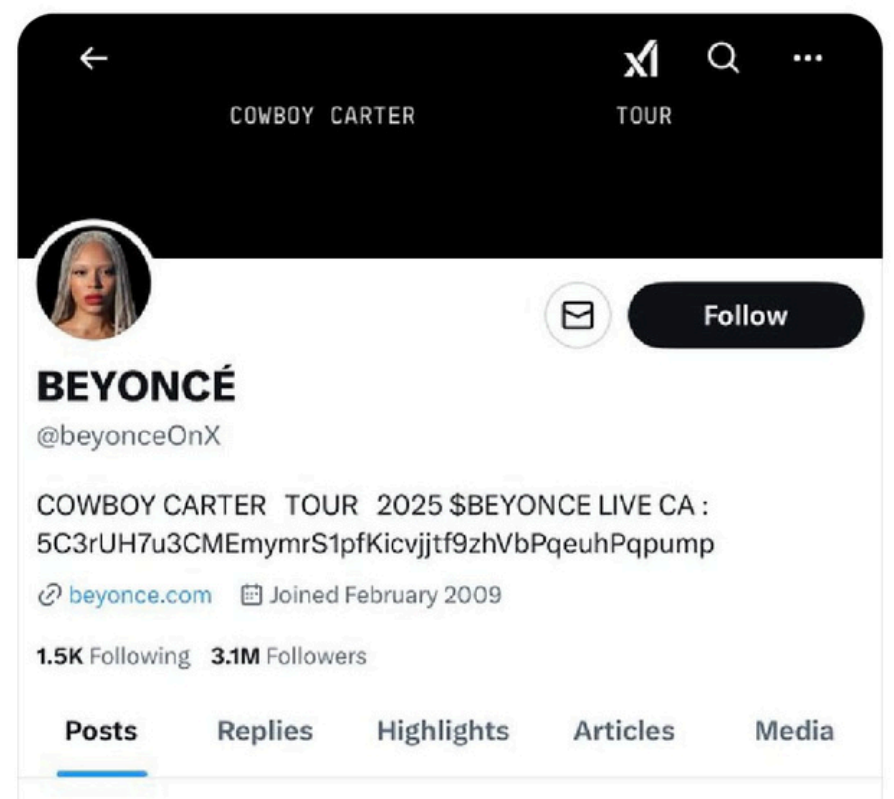 COWBOY CARTER TOUR
Follow
BEYONCÉ
@beyonceOnX
COWBOY CARTER TOUR 2025 $BEYONCE LIVE CA :
5C3rUH7u3CMEmymrS1pfKicvjjtf9zhVbPqeuhPqpump
beyonce.com Joined February 2009
1.5K Following 3.1M Followers
Posts Replies Highlights Articles Media